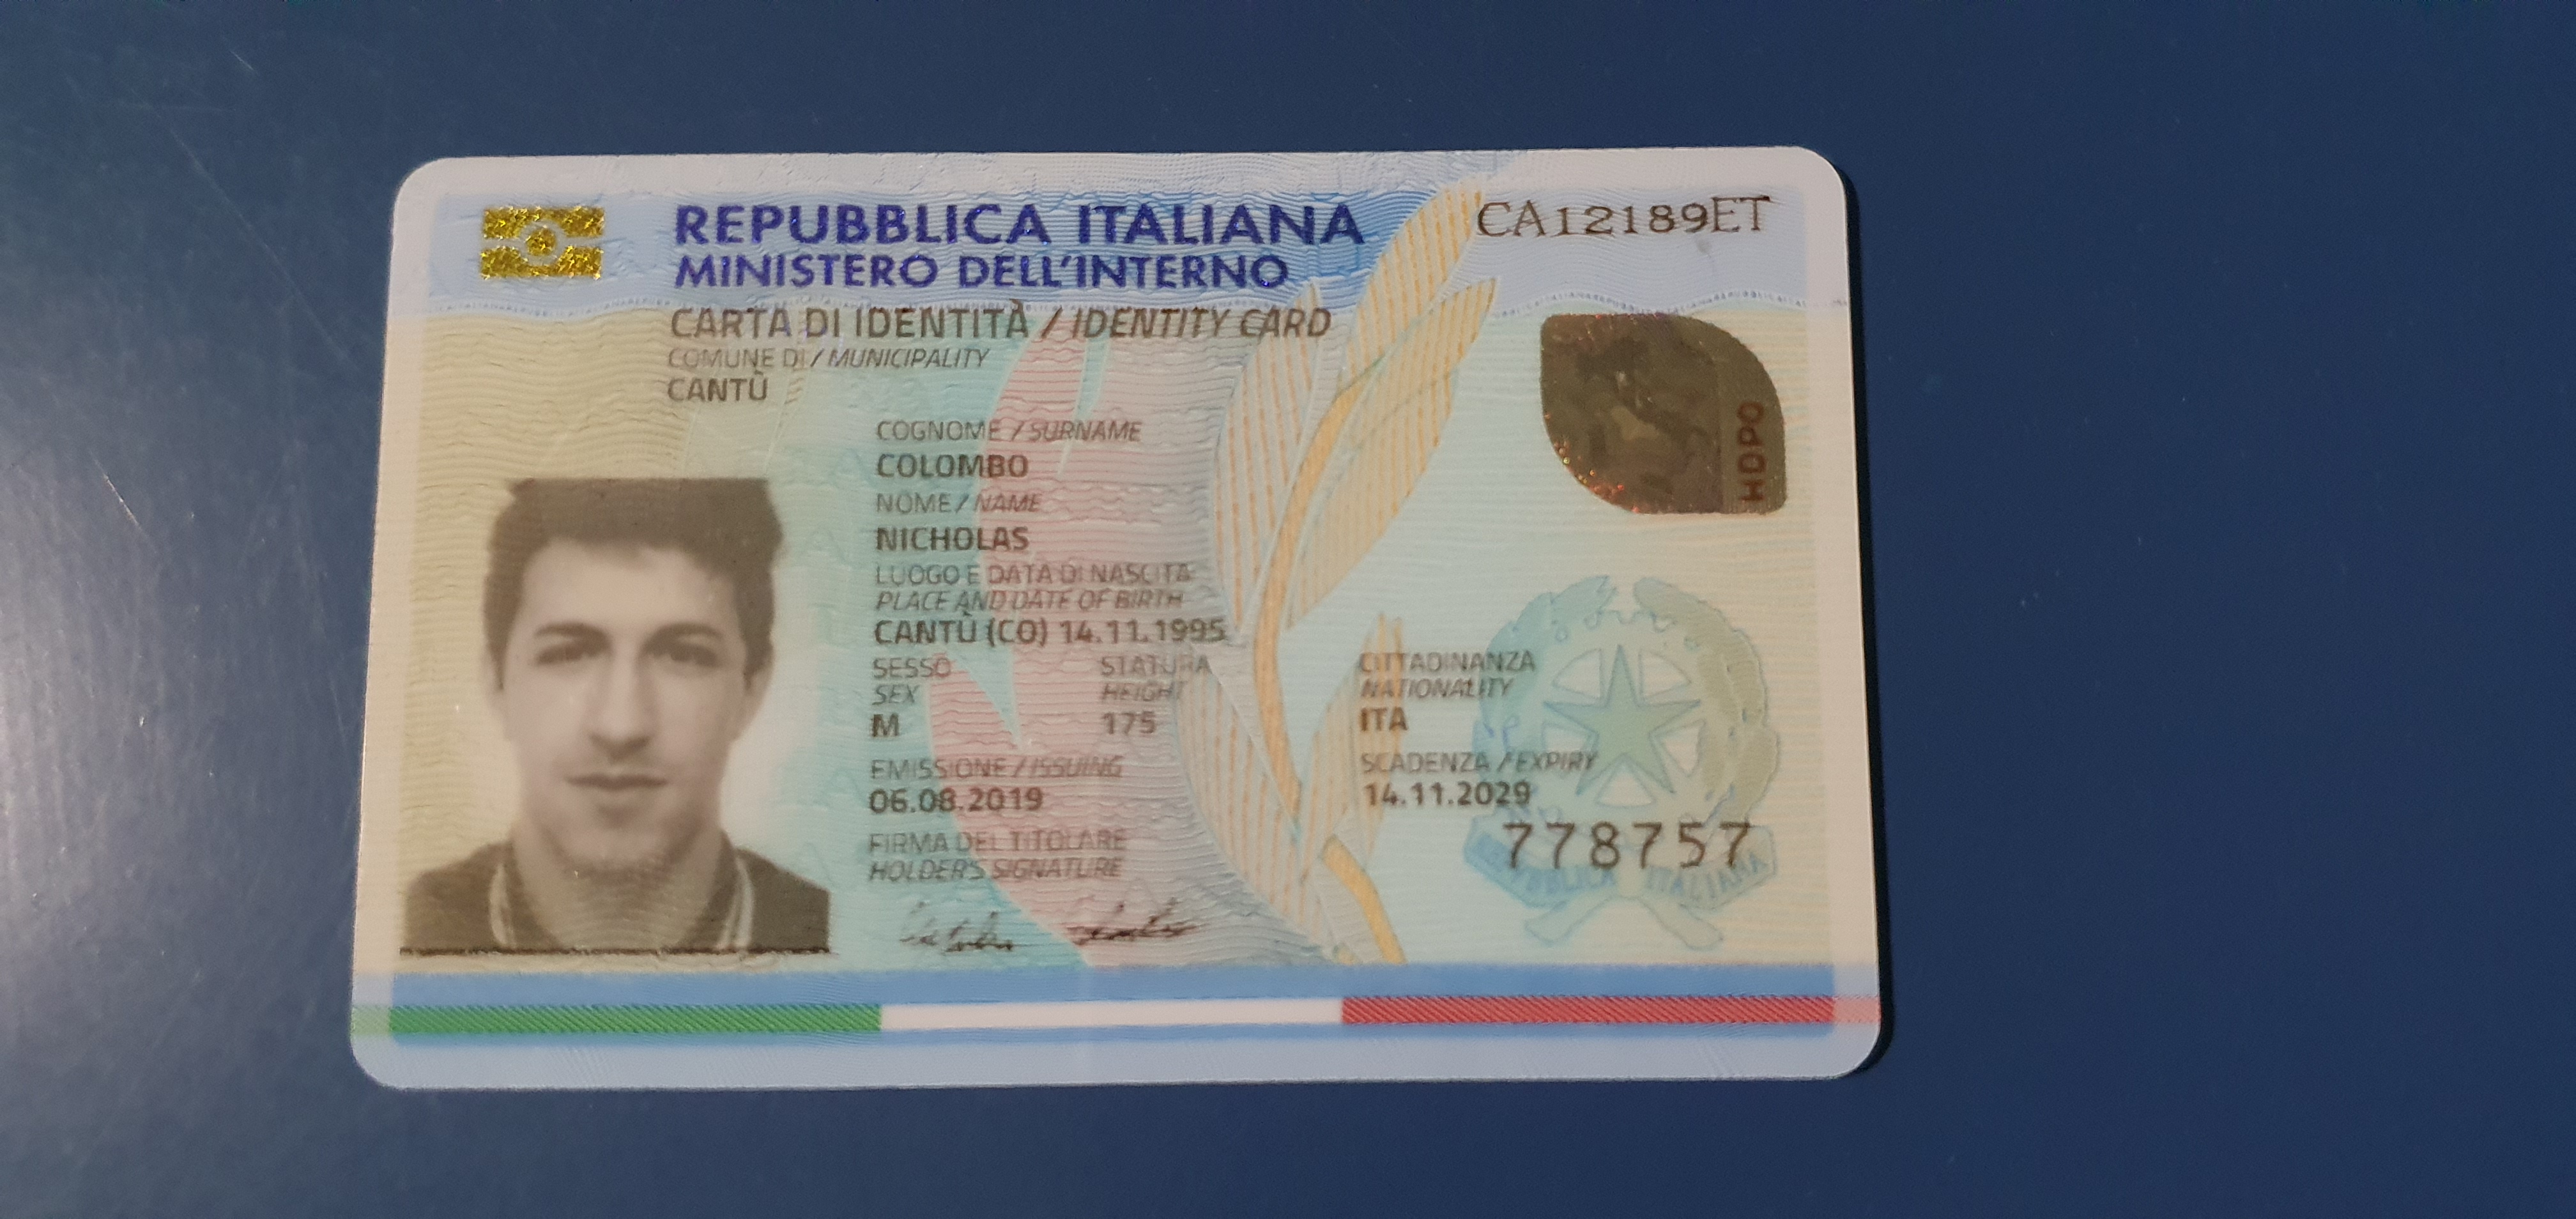 REPUBBLICA ITALIANA
CA12189ET
MINISTERO DELL'INTERNO
CARTA DI IDENTITÀ / IDENTITY CARD
COMUNE DI / MUNICIPALITY
CANTÙ
COGNOME / SURNAME
COLOMBO
NOME / NAME
NICHOLAS
LUOGO E DATA DI NASCITA
PLACE AND DATE OF BIRTH
CANTÙ (CO) 14.11.1995
SESSO STATURA CITTADINANZA
SEX HEIGHT NATIONALITY
M 175 ITA
EMISSIONE / ISSUING SCADENZA / EXPIRY
06.08.2019 14.11.2029
FIRMA DEL TITOLARE
HOLDER'S SIGNATURE
778757
HDPO